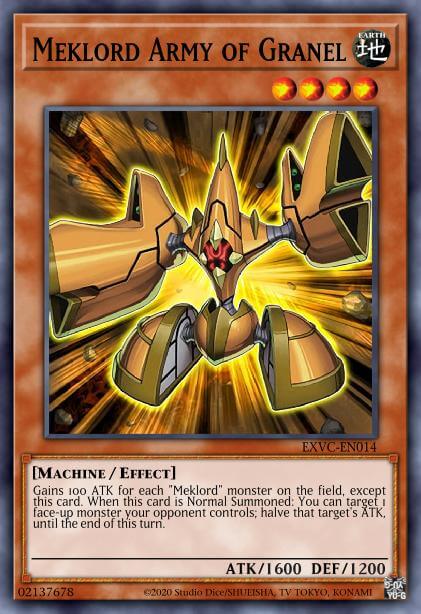 MEKLORD ARMY OF GRANEL
EARTH
地
EXVC-EN014
[MACHINE / EFFECT]
Gains 100 ATK for each "Meklord" monster on the field, except
this card. When this card is Normal Summoned: You can target 1
face-up monster your opponent controls; halve that target's ATK,
until the end of this turn.
ATK/1600 DEF/1200
02137678
©2020 Studio Dice/SHUEISHA, TV TOKYO, KONAMI